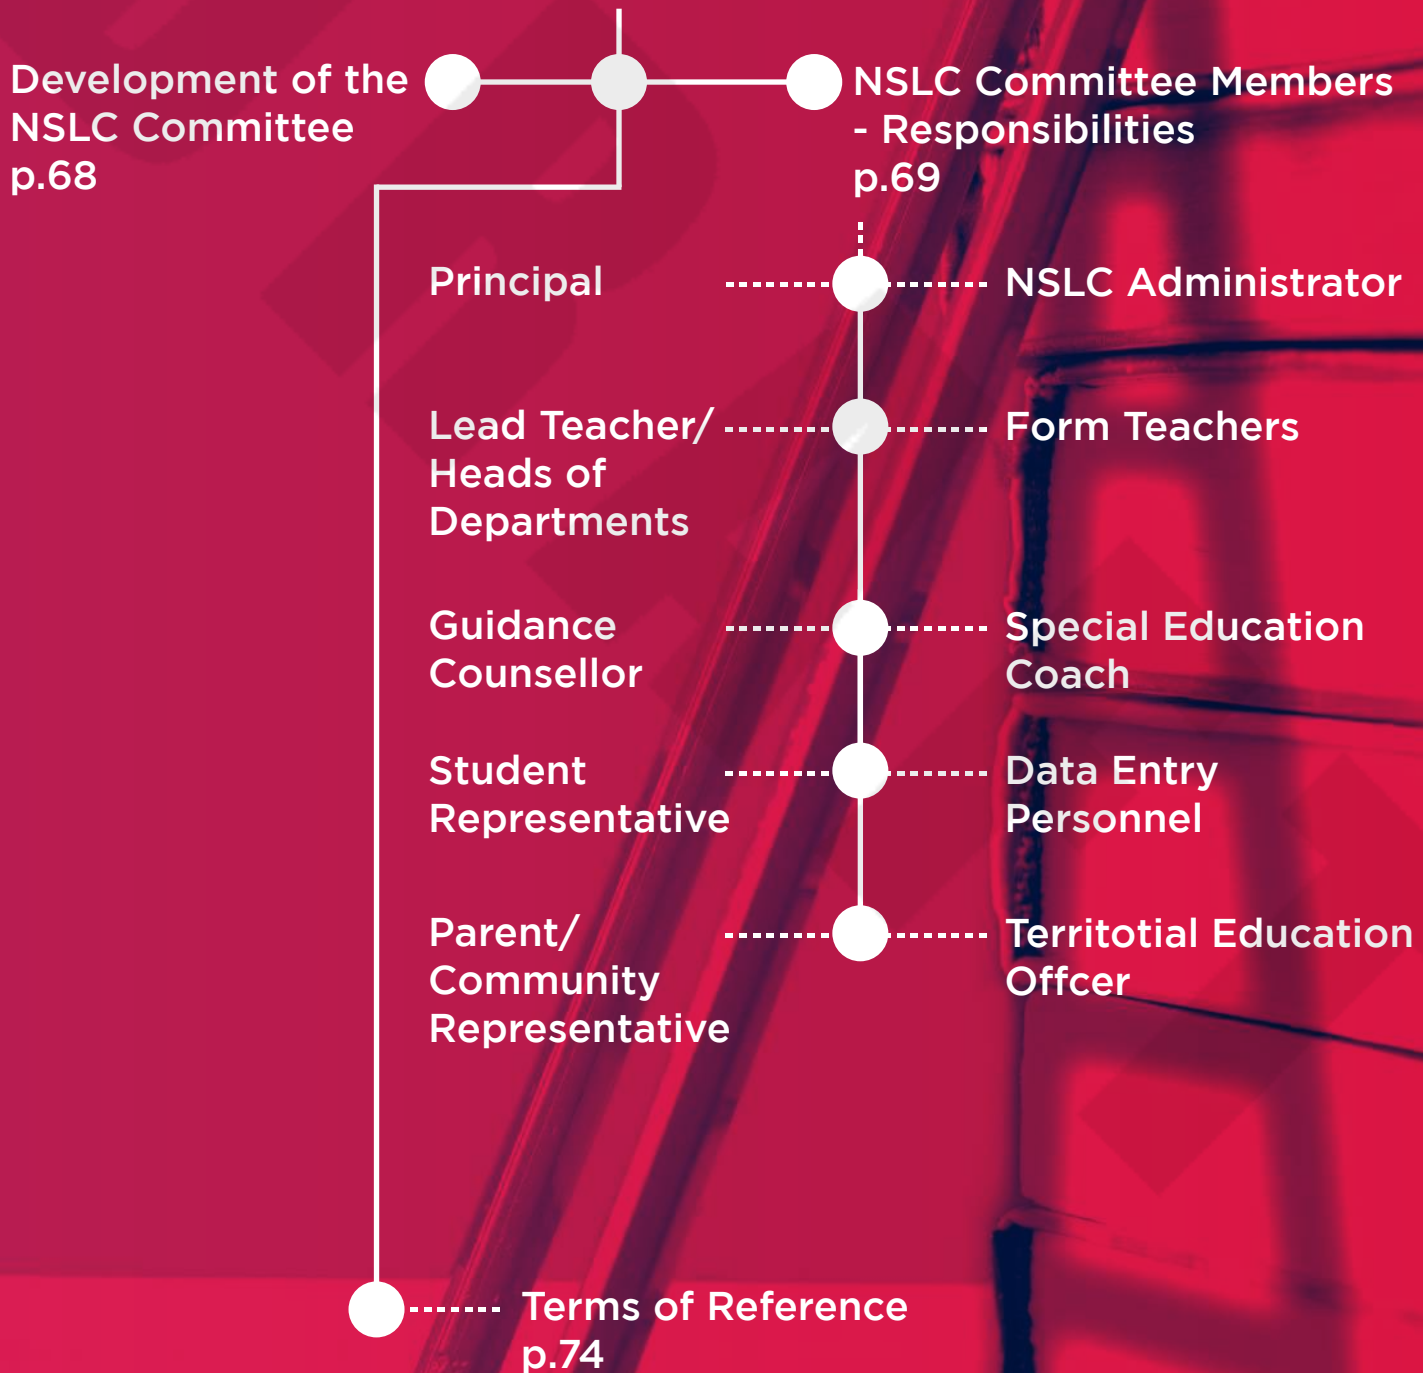 Development of the
NSLC Committee
p.68
NSLC Committee Members
- Responsibilities
p.69
Principal
NSLC Administrator
Lead Teacher/
Heads of
Departments
Form Teachers
Guidance
Counsellor
Special Education
Coach
Student
Representative
Data Entry
Personnel
Parent/
Community
Representative
Territotial Education
Offcer
Terms of Reference
p.74